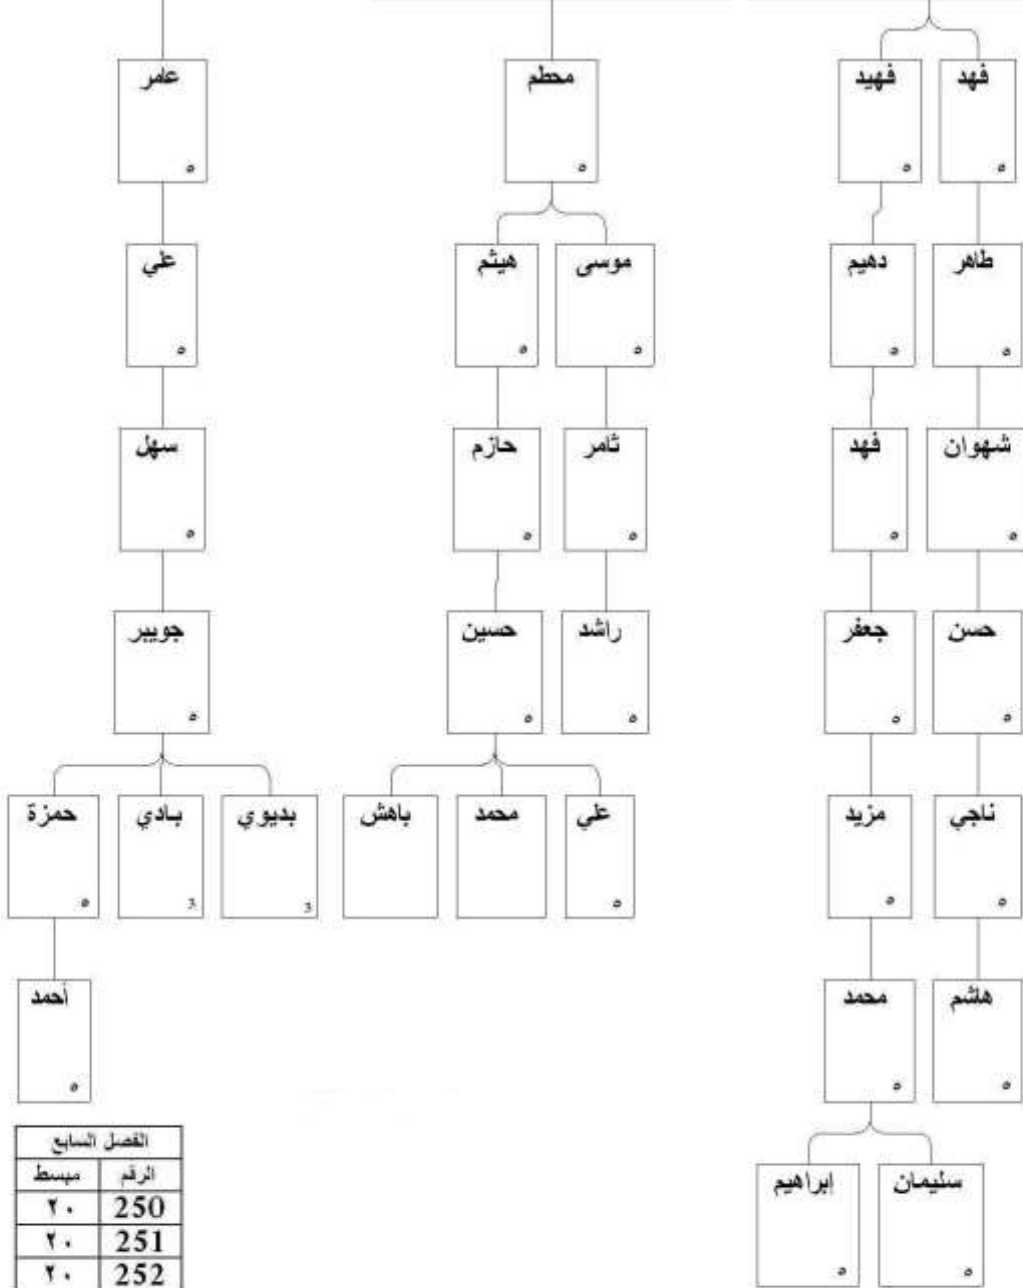 فهد
فهيد
محطم
عامر
ه
ه
ه
ه
طاهر
دهيم
موسى
هيثم
علي
ه
ه
ه
ه
ه
شهوان
فهد
ثامر
حازم
سهل
ه
ه
ه
ه
ه
حسن
جعفر
راشد
حسين
جويبر
ه
ه
ه
ه
ه
ناجي
مزيد
علي
محمد
باهش
بديوي
بادي
حمزة
ه
ه
ه
3
3
ه
هاشم
محمد
أحمد
ه
ه
ه
سليمان
إبراهيم
ه
ه
الفصل السابع
الرقم مبسط
250 ٢٠
251 ٢٠
252 ٢٠